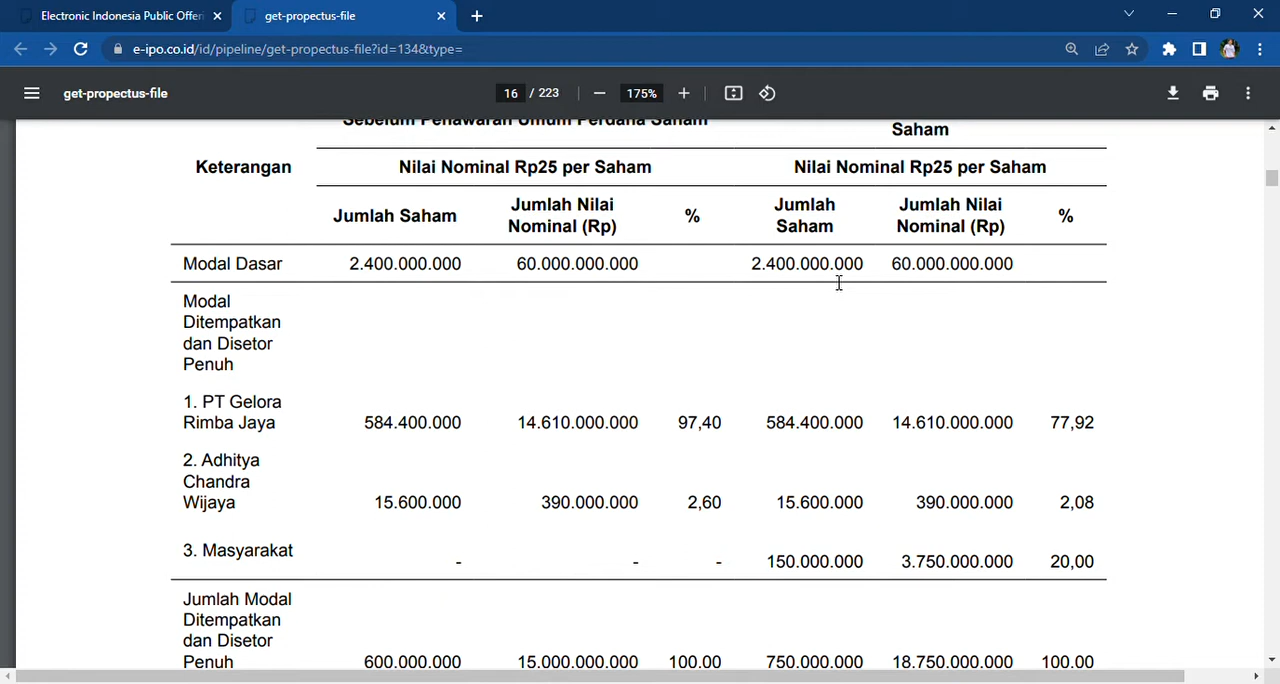 Electronic Indonesia Public Offeri
get-propectus-file
e-ipo.co.id/id/pipeline/get-propectus-file?id=134&type=
get-propectus-file
16 / 223
175%
Sebelum Penawaran Umum Perdana Saham
Saham
Keterangan
Nilai Nominal Rp25 per Saham
Nilai Nominal Rp25 per Saham
Jumlah Saham
Jumlah Nilai
Nominal (Rp)
%
Jumlah
Saham
Jumlah Nilai
Nominal (Rp)
%
Modal Dasar 2.400.000.000 60.000.000.000 2.400.000.000 60.000.000.000
Modal
Ditempatkan
dan Disetor
Penuh
1. PT Gelora
Rimba Jaya 584.400.000 14.610.000.000 97,40 584.400.000 14.610.000.000 77,92
2. Adhitya
Chandra
Wijaya 15.600.000 390.000.000 2,60 15.600.000 390.000.000 2,08
3. Masyarakat
- - - 150.000.000 3.750.000.000 20,00
Jumlah Modal
Ditempatkan
dan Disetor
Penuh 600.000.000 15.000.000.000 100,00 750.000.000 18.750.000.000 100,00